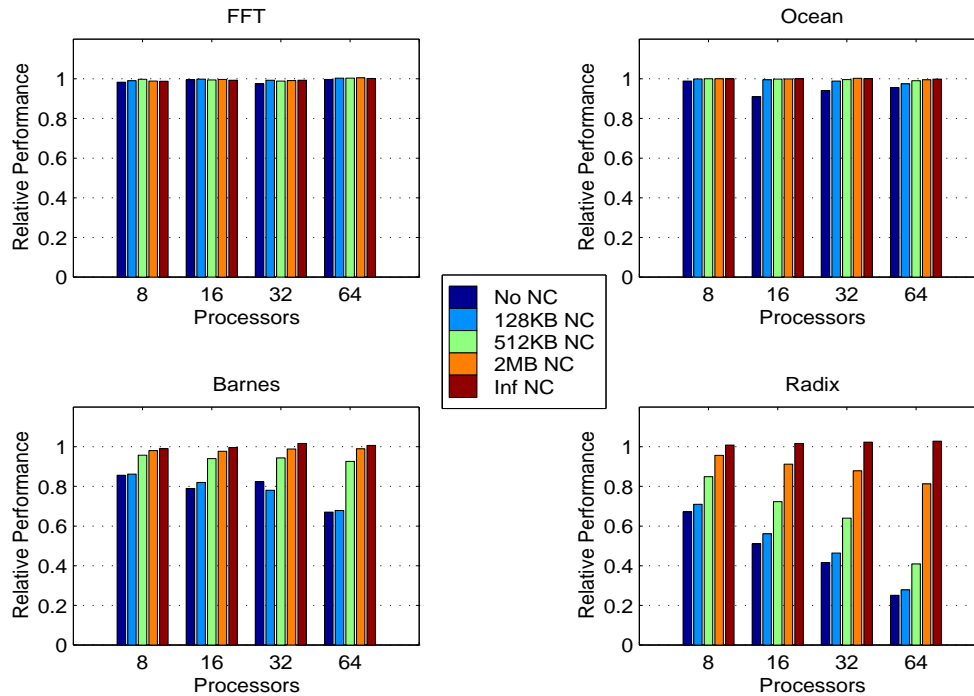 FFT
Relative Performance
1
0.8
0.6
0.4
0.2
0
8 16 32 64
Processors
Ocean
Relative Performance
1
0.8
0.6
0.4
0.2
0
8 16 32 64
Processors
No NC
128KB NC
512KB NC
2MB NC
Inf NC
Barnes
Relative Performance
1
0.8
0.6
0.4
0.2
0
8 16 32 64
Processors
Radix
Relative Performance
1
0.8
0.6
0.4
0.2
0
8 16 32 64
Processors